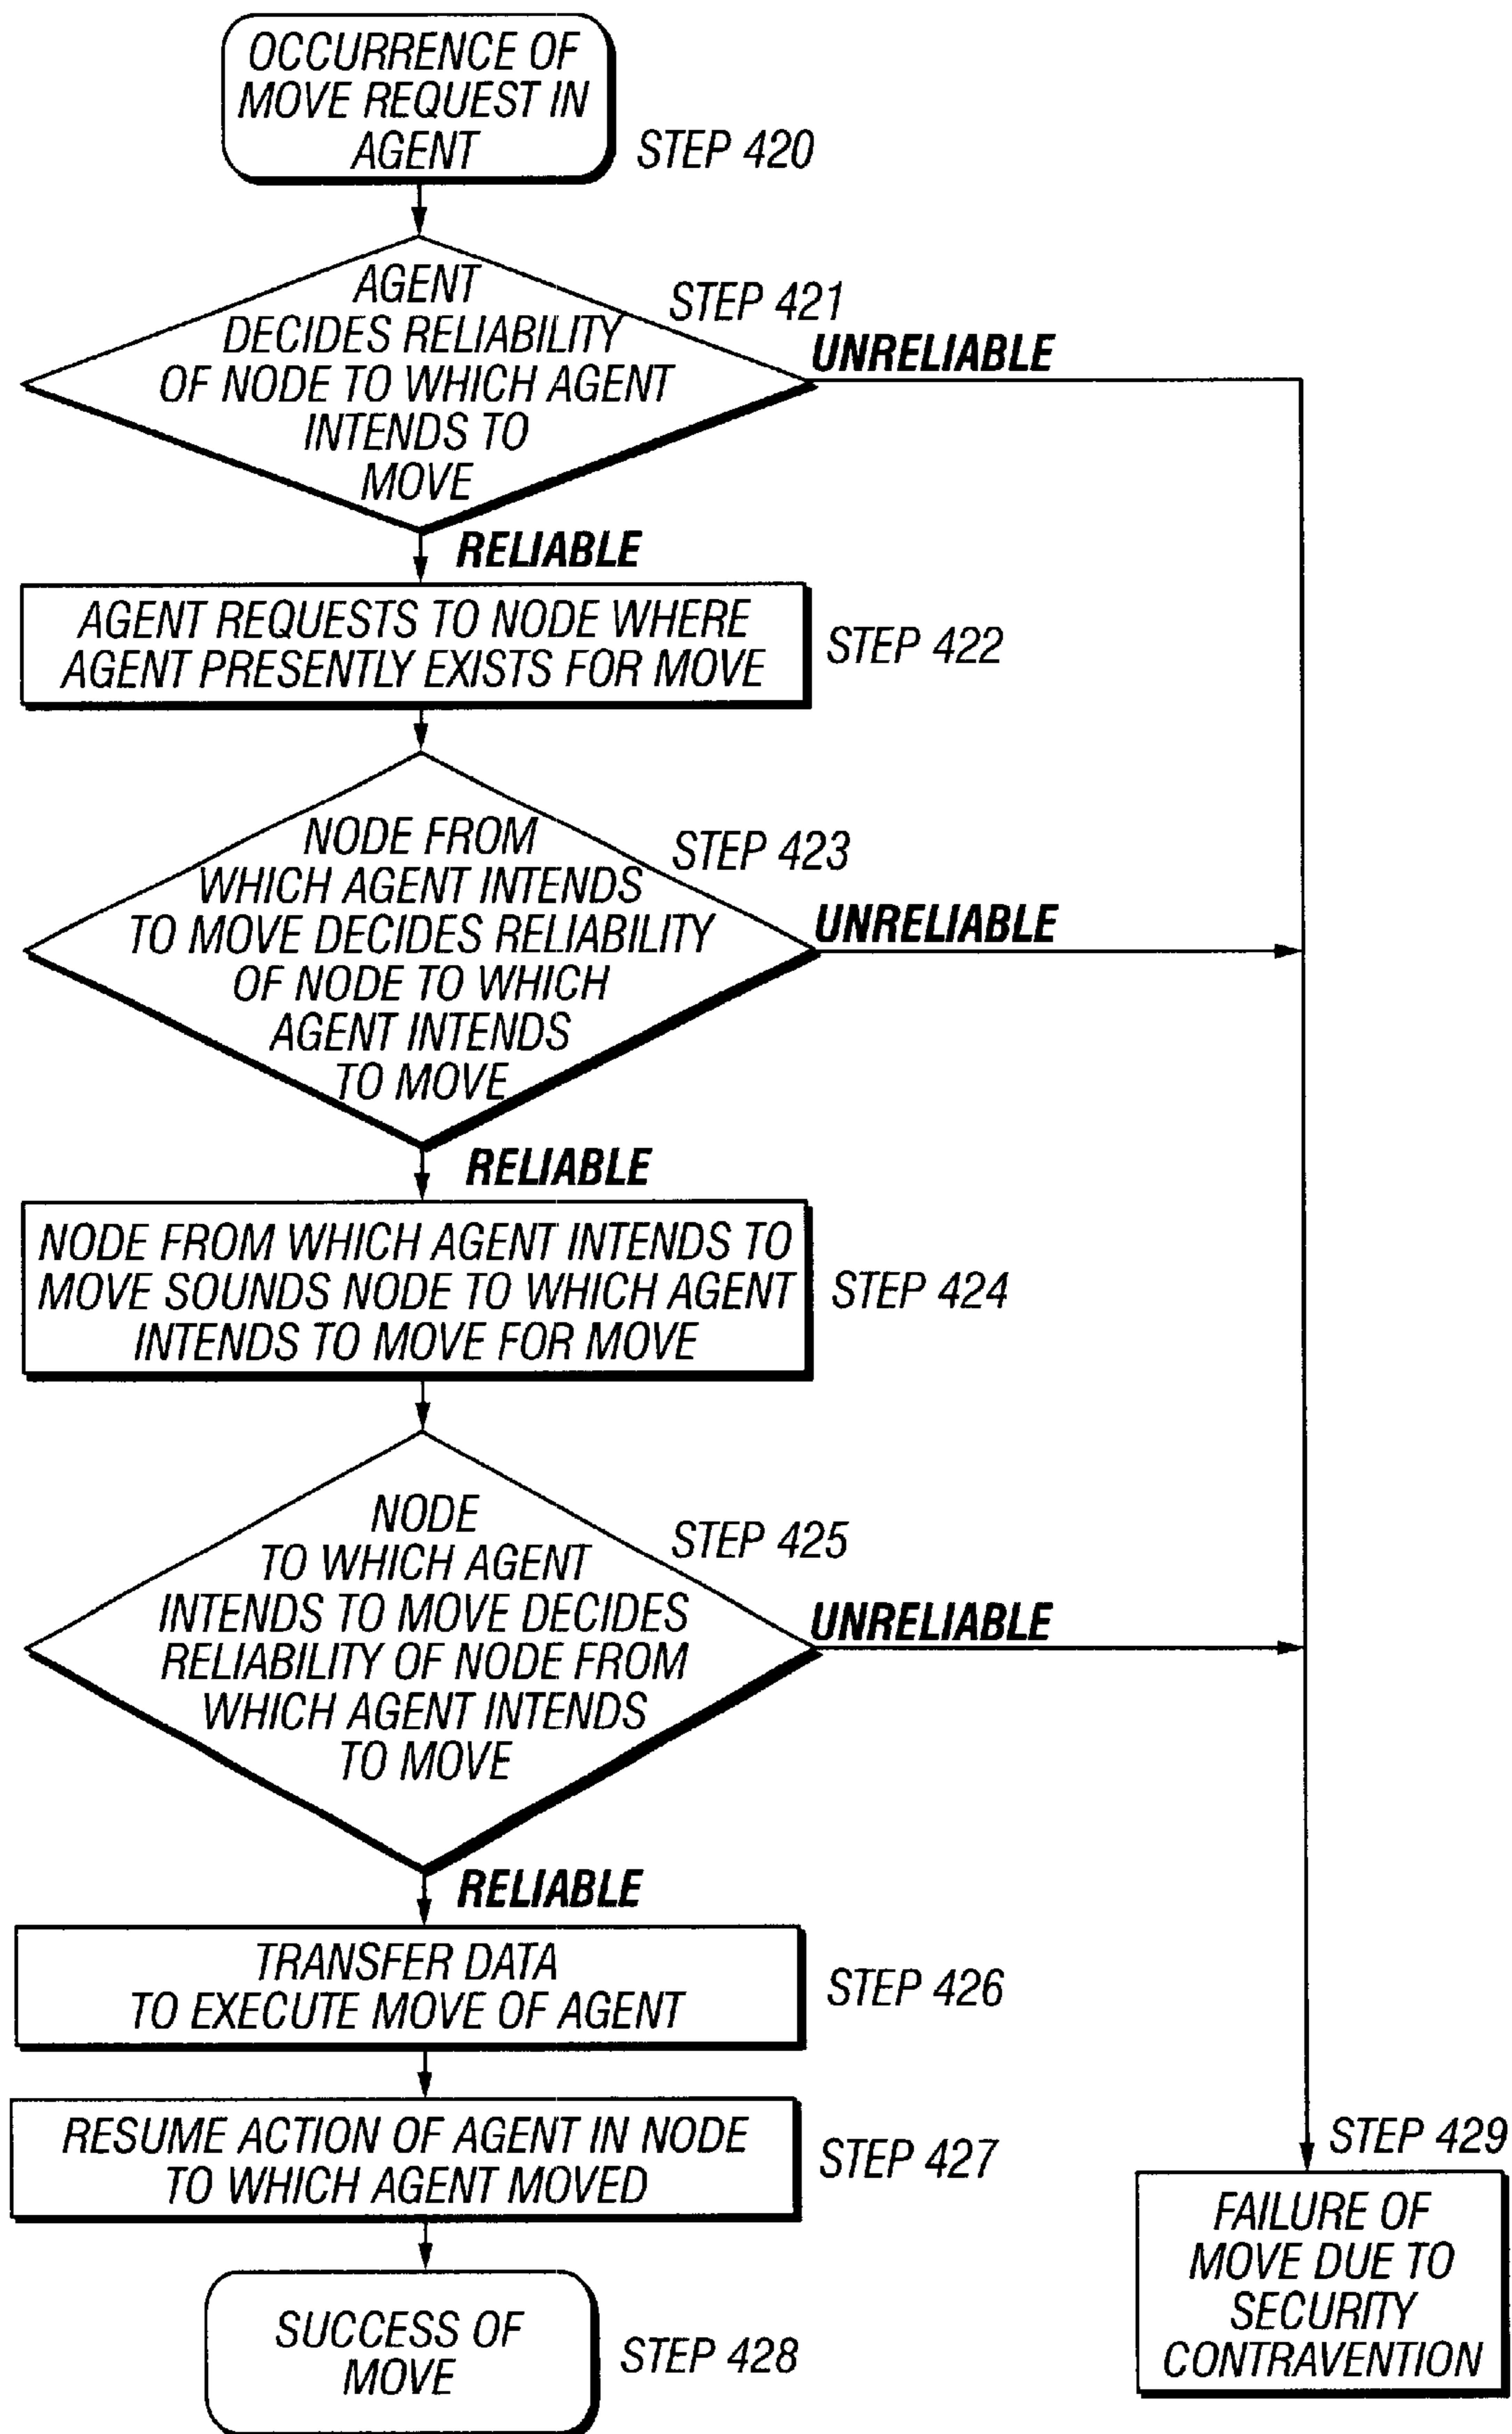 OCCURRENCE OF
MOVE REQUEST IN
AGENT
STEP 420
AGENT
DECIDES RELIABILITY
OF NODE TO WHICH AGENT
INTENDS TO
MOVE
STEP 421
UNRELIABLE
RELIABLE
AGENT REQUESTS TO NODE WHERE
AGENT PRESENTLY EXISTS FOR MOVE
STEP 422
NODE FROM
WHICH AGENT INTENDS
TO MOVE DECIDES RELIABILITY
OF NODE TO WHICH
AGENT INTENDS
TO MOVE
STEP 423
UNRELIABLE
RELIABLE
NODE FROM WHICH AGENT INTENDS TO
MOVE SOUNDS NODE TO WHICH AGENT
INTENDS TO MOVE FOR MOVE
STEP 424
NODE
TO WHICH AGENT
INTENDS TO MOVE DECIDES
RELIABILITY OF NODE FROM
WHICH AGENT INTENDS
TO MOVE
STEP 425
UNRELIABLE
RELIABLE
TRANSFER DATA
TO EXECUTE MOVE OF AGENT
STEP 426
RESUME ACTION OF AGENT IN NODE
TO WHICH AGENT MOVED
STEP 427
SUCCESS OF
MOVE
STEP 428
STEP 429
FAILURE OF
MOVE DUE TO
SECURITY
CONTRAVENTION